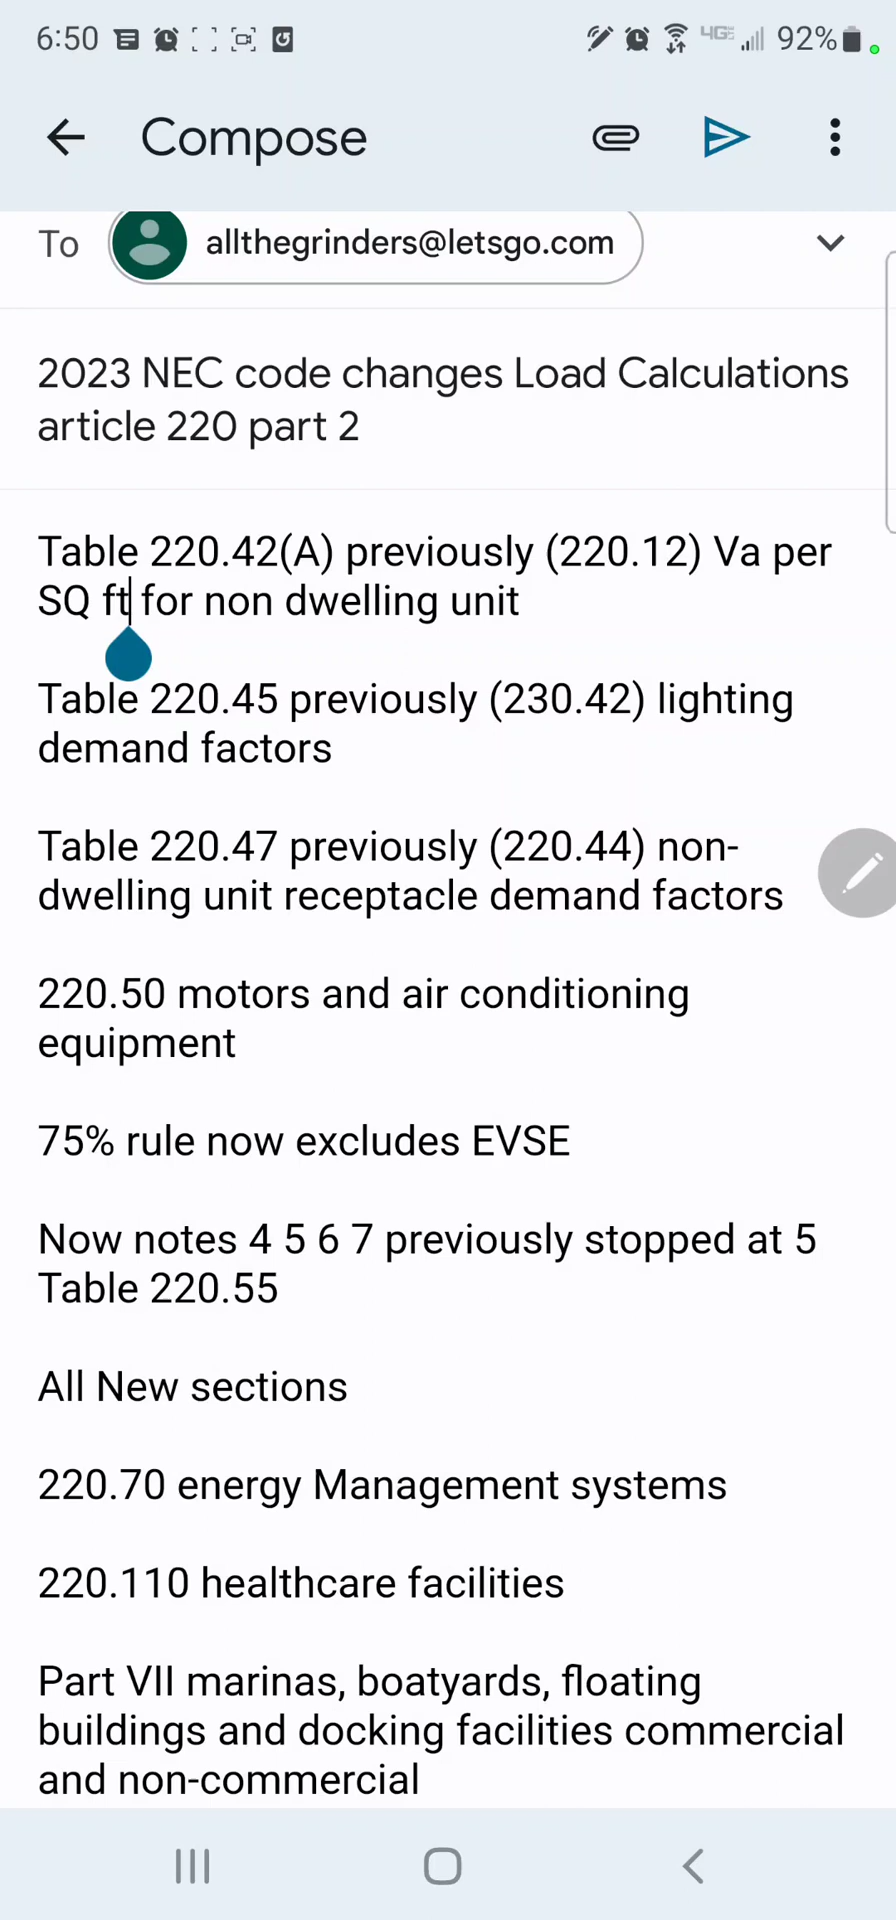 6:50 4GE 92%
Compose
To allthegrinders@letsgo.com
2023 NEC code changes Load Calculations
article 220 part 2
Table 220.42(A) previously (220.12) Va per
SQ ft for non dwelling unit
Table 220.45 previously (230.42) lighting
demand factors
Table 220.47 previously (220.44) non-
dwelling unit receptacle demand factors
220.50 motors and air conditioning
equipment
75% rule now excludes EVSE
Now notes 4 5 6 7 previously stopped at 5
Table 220.55
All New sections
220.70 energy Management systems
220.110 healthcare facilities
Part VII marinas, boatyards, floating
buildings and docking facilities commercial
and non-commercial